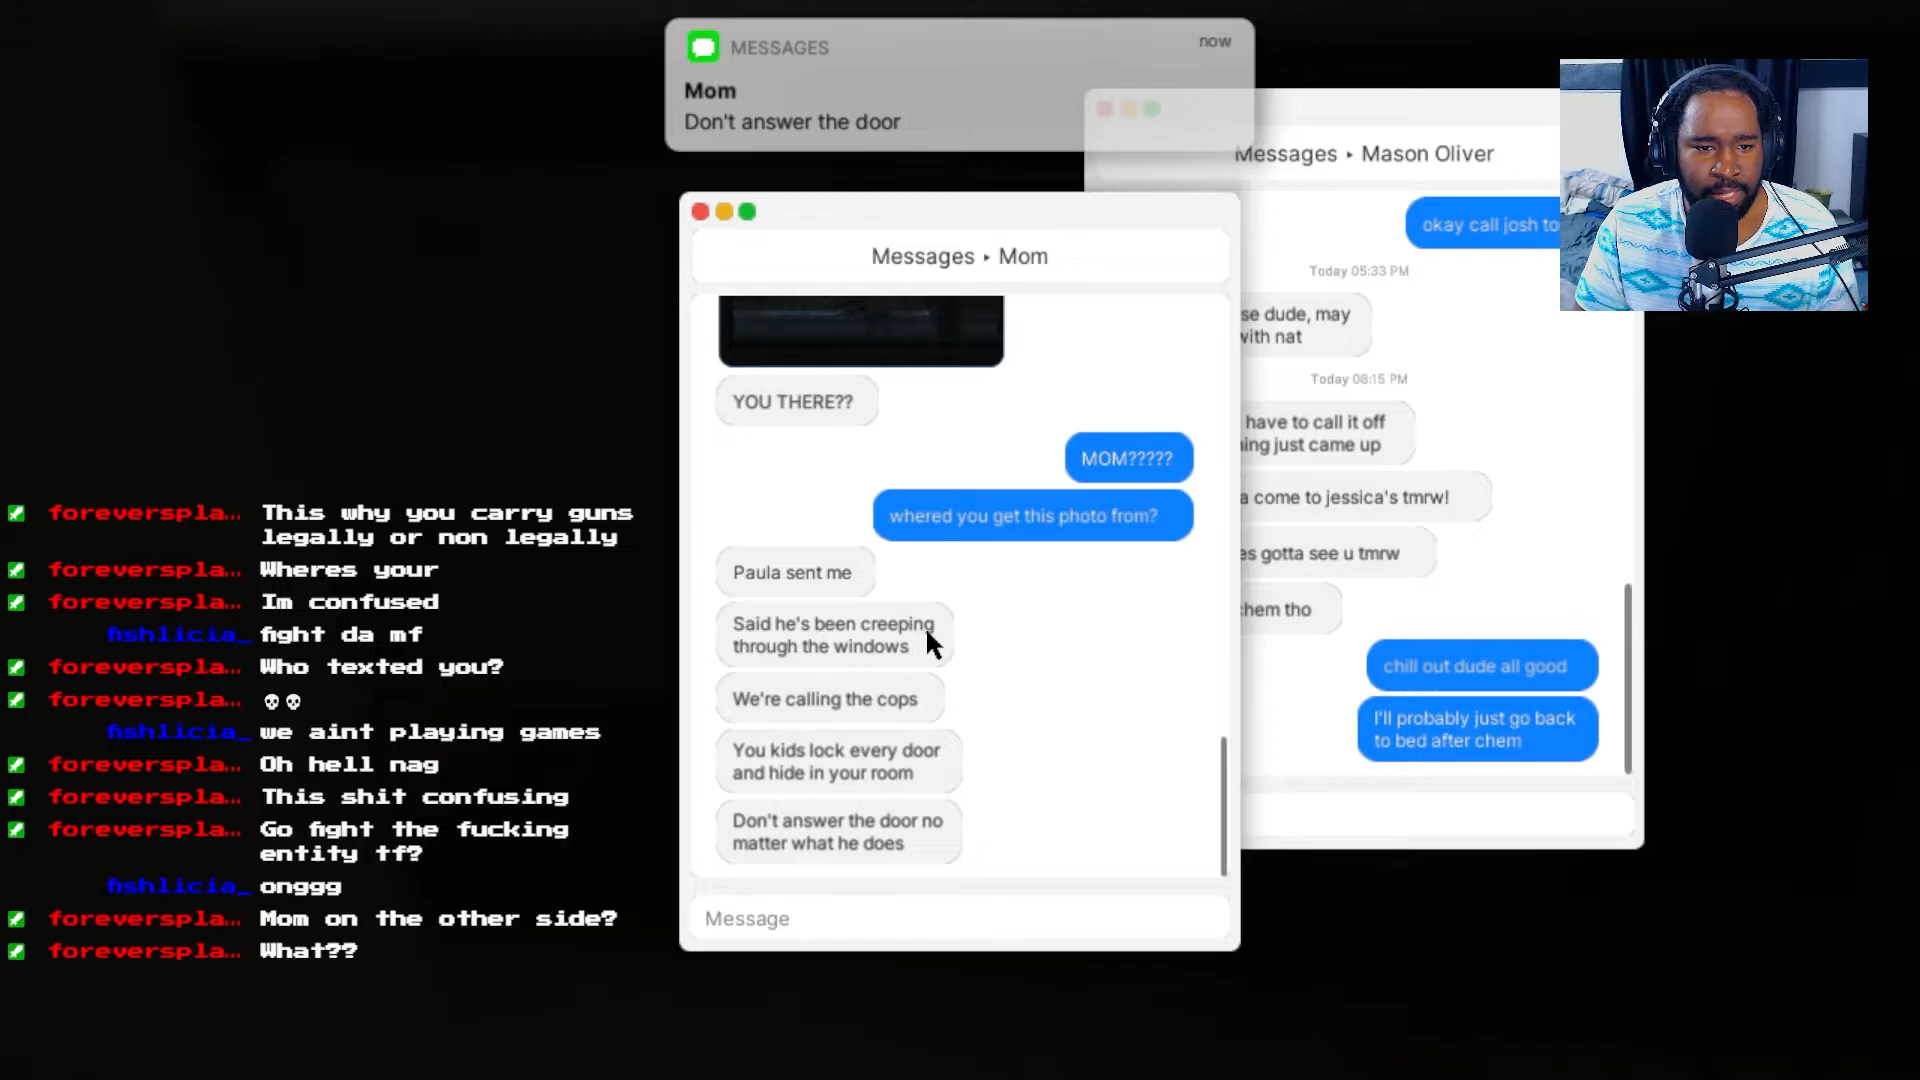 MESSAGES
now
Mom
Don't answer the door
Messages ▸ Mason Oliver
okay call josh to
Today 05:33 PM
se dude, may
with nat
Today 08:15 PM
have to call it off
ing just came up
a come to jessica's tmrw!
es gotta see u tmrw
chem tho
chill out dude all good
I'll probably just go back
to bed after chem
Messages ▸ Mom
YOU THERE??
MOM?????
whered you get this photo from?
Paula sent me
Said he's been creeping
through the windows
We're calling the cops
You kids lock every door
and hide in your room
Don't answer the door no
matter what he does
Message
foreverspla... This why you carry guns
legally or non legally
foreverspla... Wheres your
foreverspla... Im confused
fishlicia_ fight da mf
foreverspla... Who texted you?
foreverspla... 💀💀
fishlicia_ we aint playing games
foreverspla... Oh hell nag
foreverspla... This shit confusing
foreverspla... Go fight the fucking
entity tf?
fishlicia_ onggg
foreverspla... Mom on the other side?
foreverspla... What??